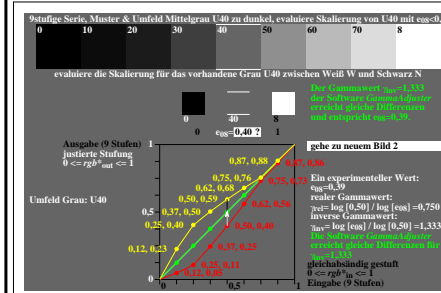 9stufige Serie, Muster & Umfeld Mittelgrau U40 zu dunkel, evaluiere Skalierung von U40 mit e08<0.
0 10 20 30 40 50 60 70 8
evaluiere die Skalierung für das vorhandene Grau U40 zwischen Weiß W und Schwarz N
Der Gammawert γinv=1,333
der Software GammaAdjuster
erreicht gleiche Differenzen
und entspricht e08=0.39.
0 40 8
0 e08=0,40 ? 1
Ausgabe (9 Stufen)
justierte Stufung
0 <= rgb*out <= 1
gehe zu neuem Bild 2
Umfeld Grau: U40
1
0,5
0
0,87, 0,88
0,75, 0,76
0,62, 0,68
0,50, 0,59
0,37, 0,50
0,25, 0,40
0,12, 0,23
0,87, 0,86
0,75, 0,73
0,62, 0,56
0,50, 0,40
0,37, 0,25
0,25, 0,11
0,12, 0,05
Ein experimenteller Wert:
e08=0,39
realer Gammawert:
γrel= log [0,50] / log [e08] =0,750
inverse Gammawert:
γinv= log [e08] / log [0,50] =1,333
Die Software GammaAdjuster
erreicht gleiche Differenzen für
γinv=1,333
gleichabsändig gestuft
0 <= rgb*in <= 1
Eingabe (9 Stufen)
0 0,5 1